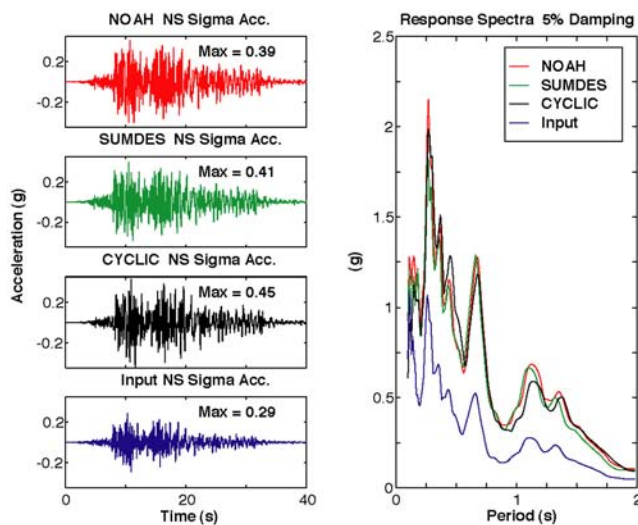 NOAH NS Sigma Acc.
Max = 0.39
0.2
-0.2
SUMDES NS Sigma Acc.
Max = 0.41
0.2
-0.2
CYCLIC NS Sigma Acc.
Max = 0.45
0.2
-0.2
Input NS Sigma Acc.
Max = 0.29
0.2
-0.2
0 20 40
Time (s)
Acceleration (g)
Response Spectra 5% Damping
2.5
2
1.5
1
0.5
0
(g)
NOAH
SUMDES
CYCLIC
Input
0 1 2
Period (s)